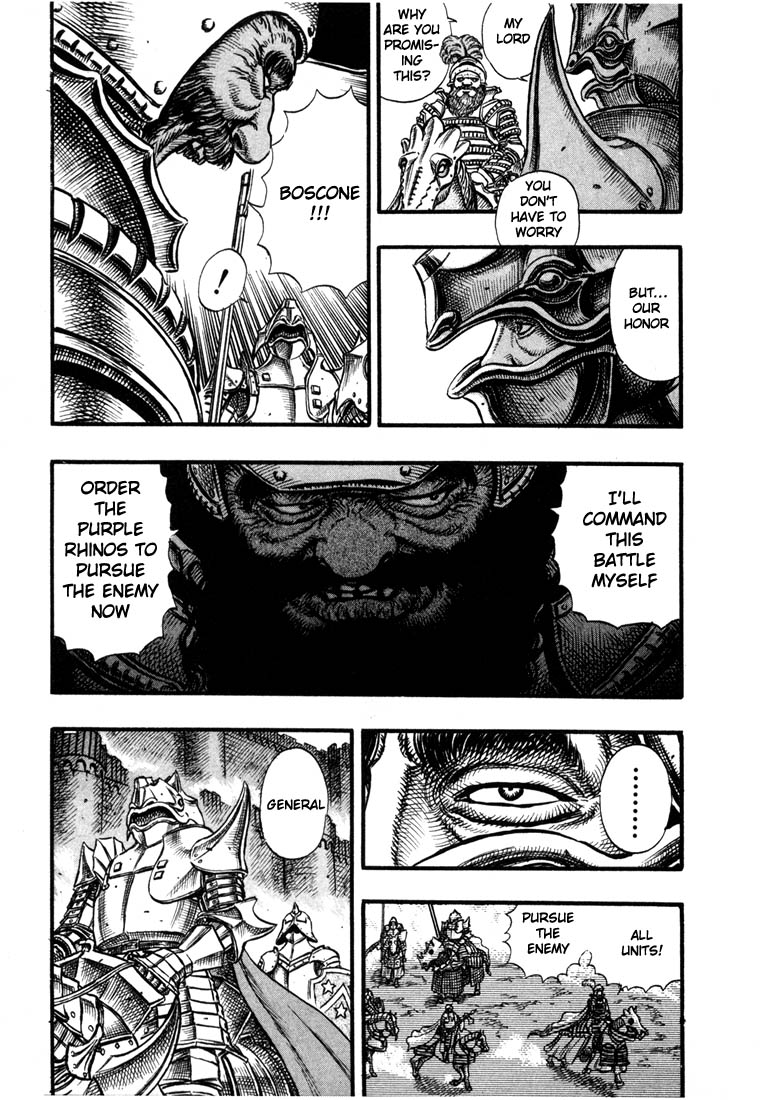 MY
LORD
WHY
ARE YOU
PROMIS-
ING
THIS?
YOU
DON'T
HAVE TO
WORRY
BUT...
OUR
HONOR
BOSCONE
!!!
!
I'LL
COMMAND
THIS
BATTLE
MYSELF
ORDER
THE
PURPLE
RHINOS TO
PURSUE
THE ENEMY
NOW
........
ALL
UNITS!
PURSUE
THE
ENEMY
GENERAL